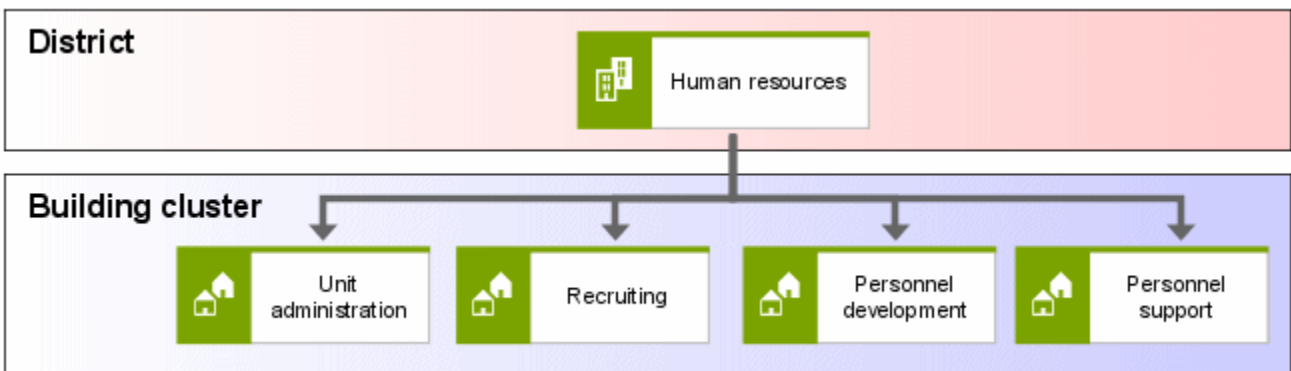 District
Human resources
Building cluster
Unit
administration
Recruiting
Personnel
development
Personnel
support